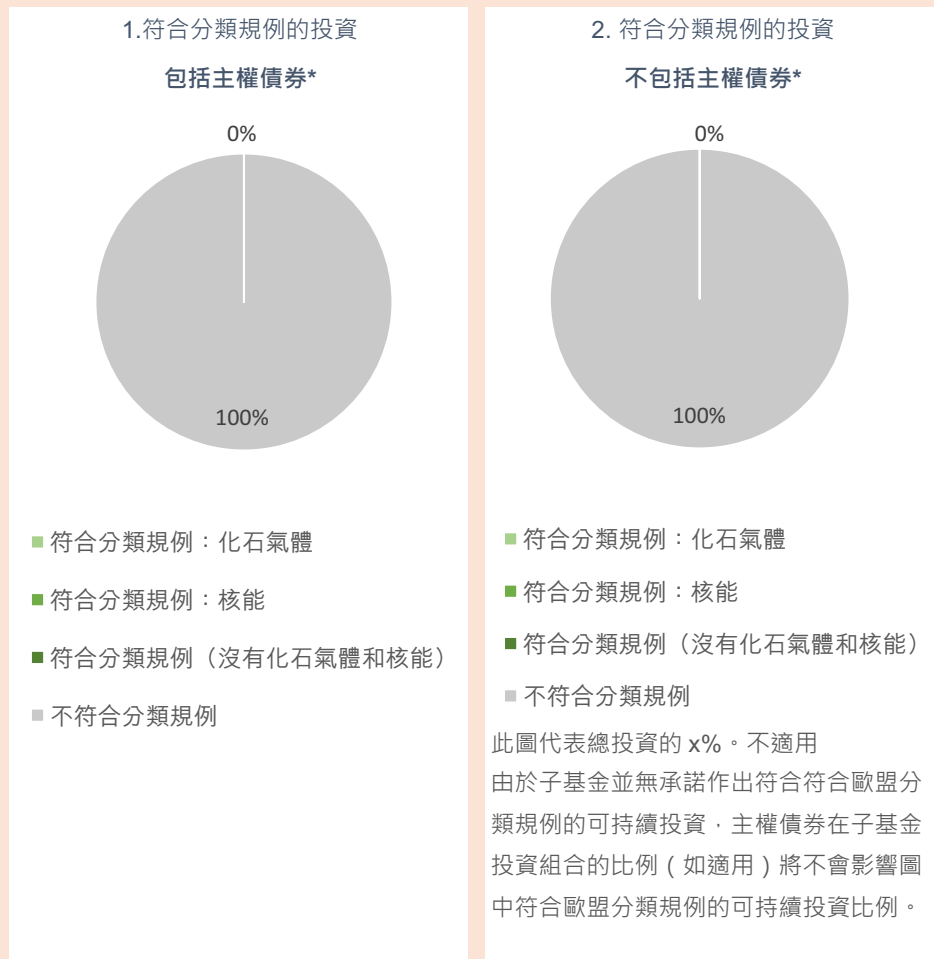 1.符合分類規例的投資
包括主權債券*
0%
100%
符合分類規例：化石氣體
符合分類規例：核能
符合分類規例（沒有化石氣體和核能）
不符合分類規例
2. 符合分類規例的投資
不包括主權債券*
0%
100%
符合分類規例：化石氣體
符合分類規例：核能
符合分類規例（沒有化石氣體和核能）
不符合分類規例
此圖代表總投資的 x%。不適用
由於子基金並無承諾作出符合符合歐盟分
類規例的可持續投資，主權債券在子基金
投資組合的比例（如適用）將不會影響圖
中符合歐盟分類規例的可持續投資比例。